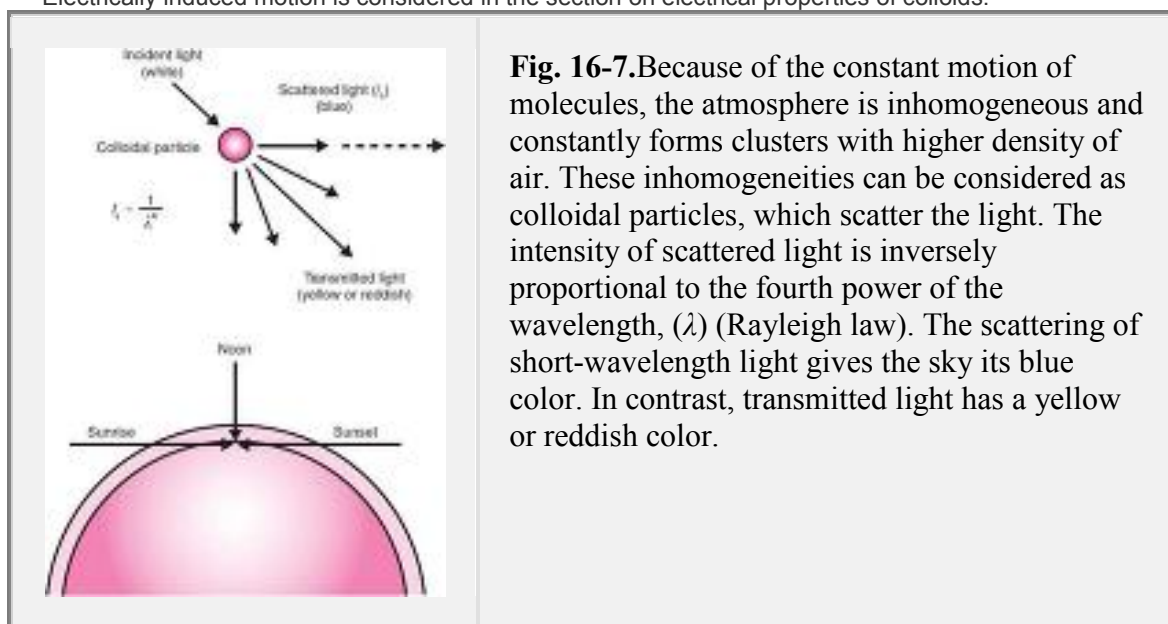 Electrically induced motion is considered in the section on electrical properties of colloids.
Incident light
(white)
Scattered light (Is)
(blue)
Colloidal particle
Is ~ 1/λ⁴
Transmitted light
(yellow or reddish)
Noon
Sunrise
Sunset
Fig. 16-7.Because of the constant motion of
molecules, the atmosphere is inhomogeneous and
constantly forms clusters with higher density of
air. These inhomogeneities can be considered as
colloidal particles, which scatter the light. The
intensity of scattered light is inversely
proportional to the fourth power of the
wavelength, (λ) (Rayleigh law). The scattering of
short-wavelength light gives the sky its blue
color. In contrast, transmitted light has a yellow
or reddish color.